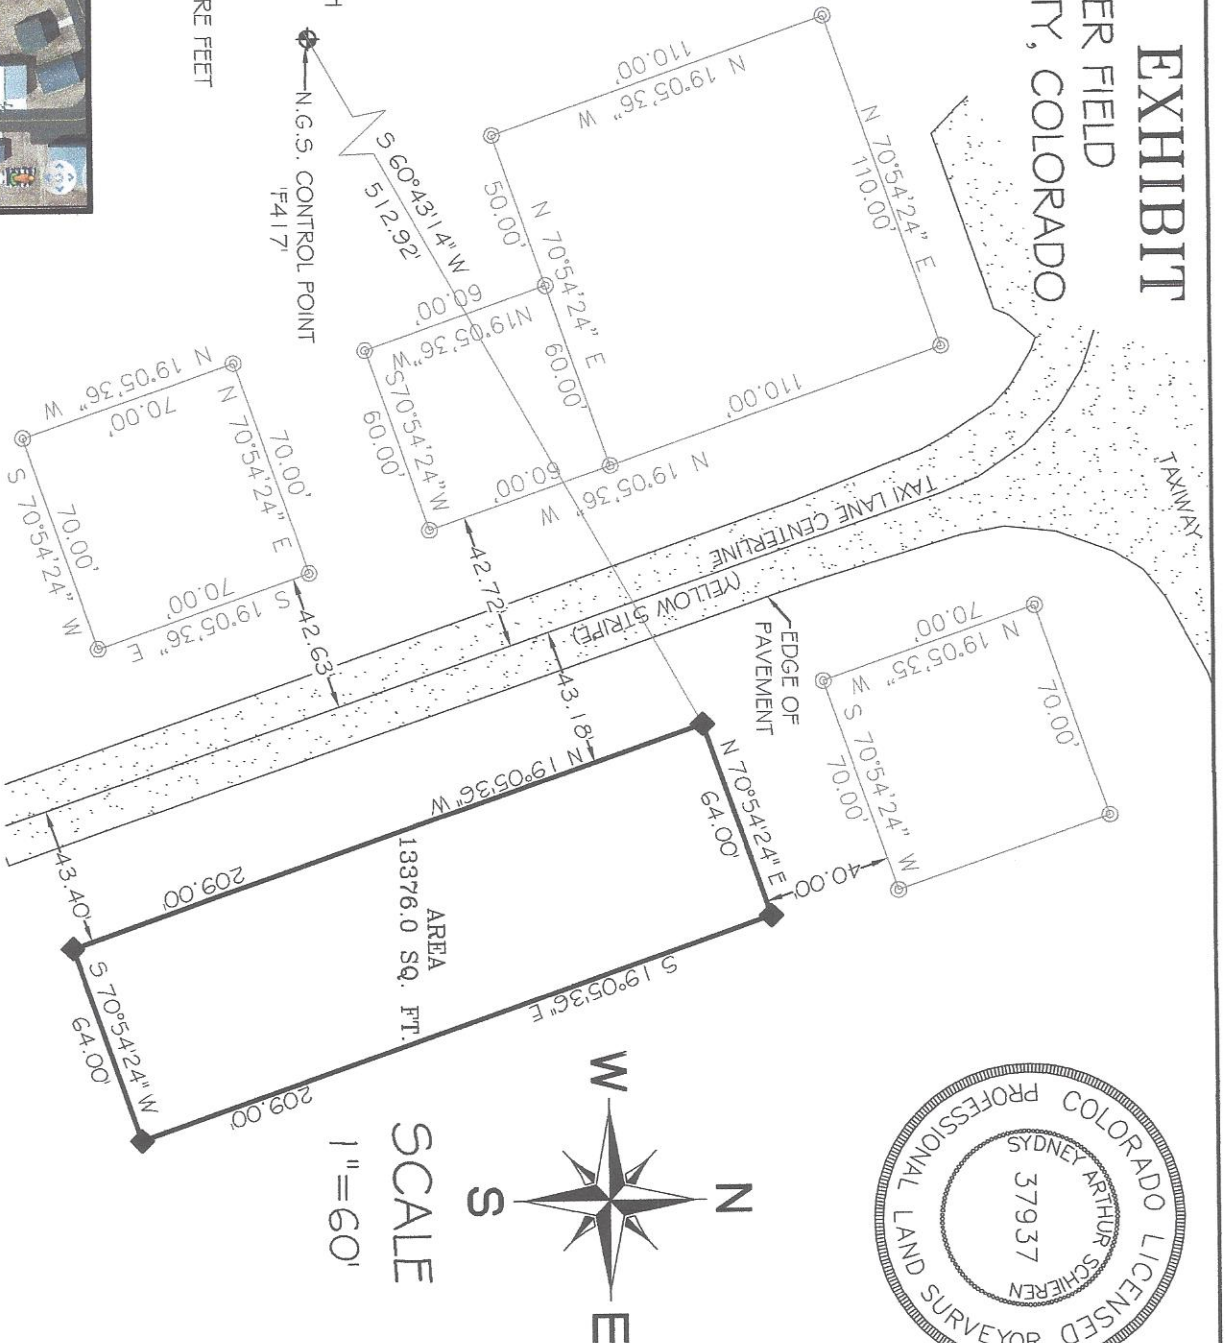 EXHIBIT
ER FIELD
TY, COLORADO
TAXIWAY
N 70°54'24" E
110.00'
N 19°05'36" W
110.00'
110.00'
N 19°05'36" W
N 70°54'24" E
50.00'
60.00'
60.00'
N19°05'36"W
60.00'
S70°54'24"W
60.00'
S 60°43'14" W
512.92'
N.G.S. CONTROL POINT
'F417'
RE FEET
N 70°54'24" E
70.00'
N 19°05'36" W
70.00'
S 19°05'36" E
70.00'
S 70°54'24" W
70.00'
TAXI LANE CENTERLINE
(YELLOW STRIPE)
EDGE OF
PAVEMENT
42.72'
42.63'
43.18'
43.40'
70.00'
N 19°05'35" W
70.00'
S 70°54'24" W
70.00'
40.00'
N 70°54'24" E
64.00'
N 19°05'36" W
209.00'
AREA
13376.0 SQ. FT.
S 19°05'36" E
209.00'
S 70°54'24" W
64.00'
COLORADO LICENSED
PROFESSIONAL LAND SURVEYOR
SYDNEY ARTHUR SCHIEREN
37937
N
W
E
S
SCALE
1"=60'